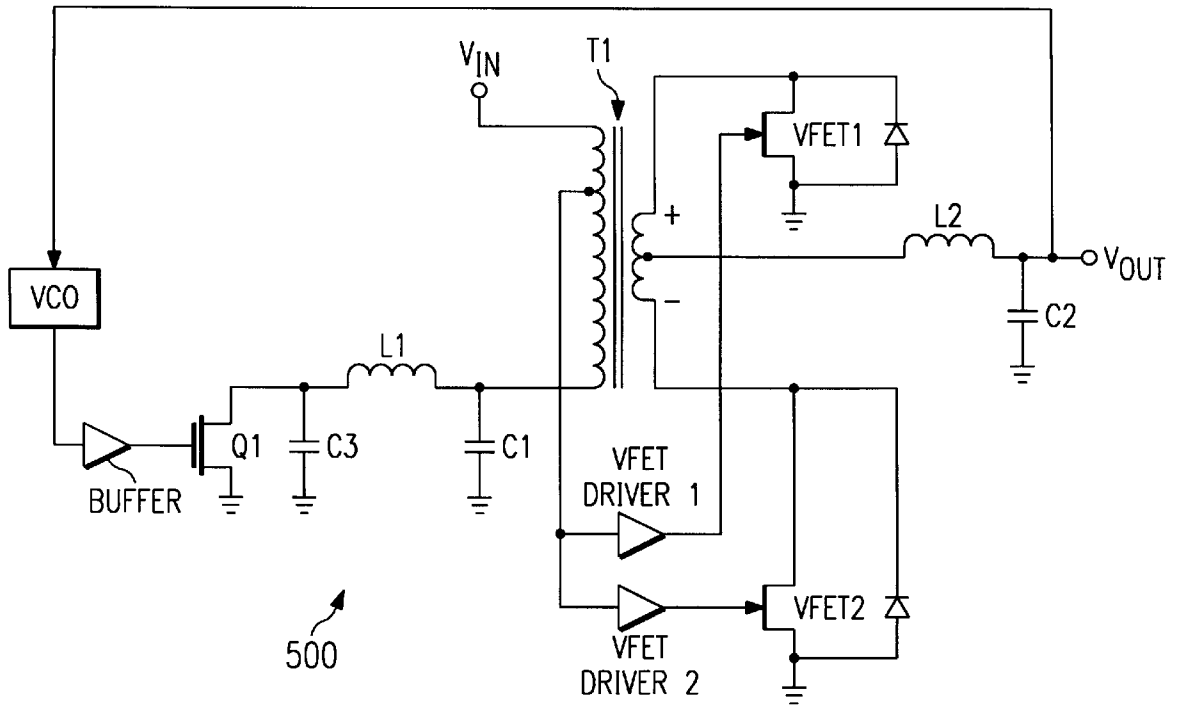 V_IN
T1
VFET1
+
L2
V_OUT
−
VCO
C2
L1
Q1
C3
C1
BUFFER
VFET
DRIVER 1
VFET2
VFET
DRIVER 2
500